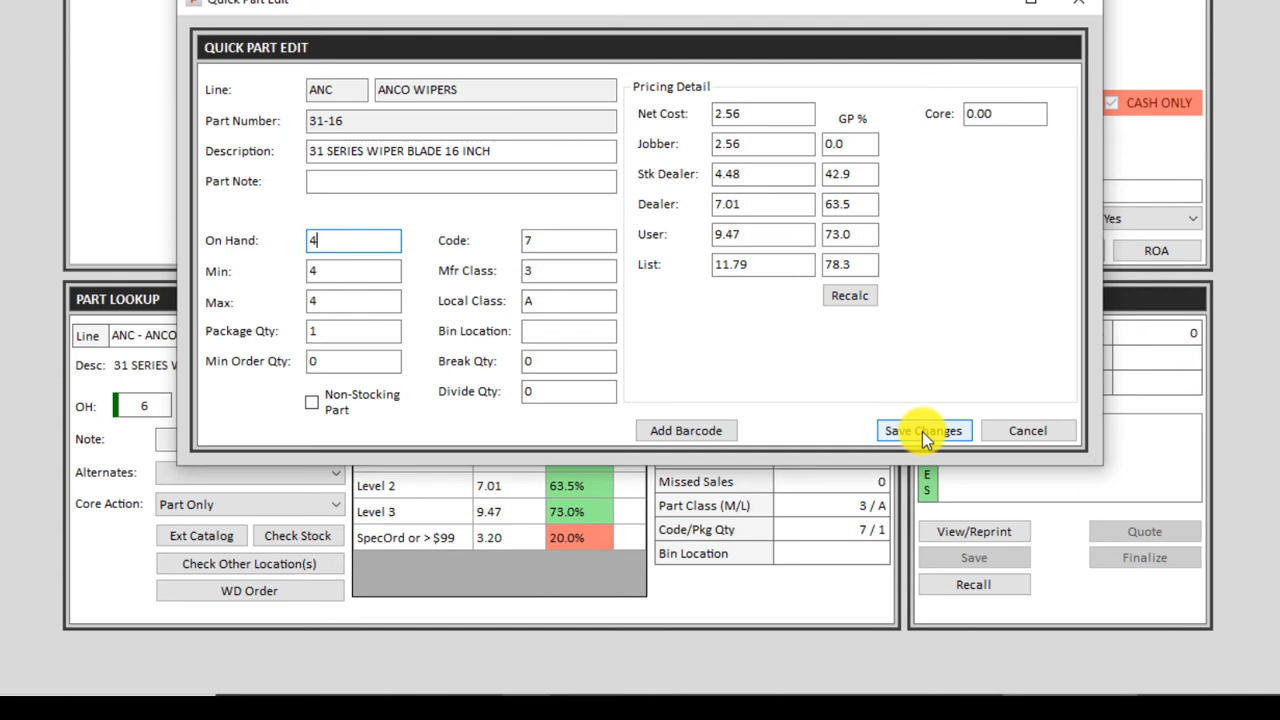 Quick Part Edit
QUICK PART EDIT
Line: ANC ANCO WIPERS
Part Number: 31-16
Description: 31 SERIES WIPER BLADE 16 INCH
Part Note:
On Hand: 4 Code: 7
Min: 4 Mfr Class: 3
Max: 4 Local Class: A
Package Qty: 1 Bin Location:
Min Order Qty: 0 Break Qty: 0
Non-Stocking Part Divide Qty: 0
Pricing Detail
Net Cost: 2.56 GP % Core: 0.00
Jobber: 2.56 0.0
Stk Dealer: 4.48 42.9
Dealer: 7.01 63.5
User: 9.47 73.0
List: 11.79 78.3
Recalc
Add Barcode Save Changes Cancel
CASH ONLY
Yes
ROA
PART LOOKUP
Line ANC - ANCO
Desc: 31 SERIES
OH: 6
Note:
Alternates:
Core Action: Part Only
Ext Catalog Check Stock
Check Other Location(s)
WD Order
Level 2 7.01 63.5%
Level 3 9.47 73.0%
SpecOrd or > $99 3.20 20.0%
Missed Sales 0
Part Class (M/L) 3 / A
Code/Pkg Qty 7 / 1
Bin Location
0
E
S
View/Reprint Quote
Save Finalize
Recall